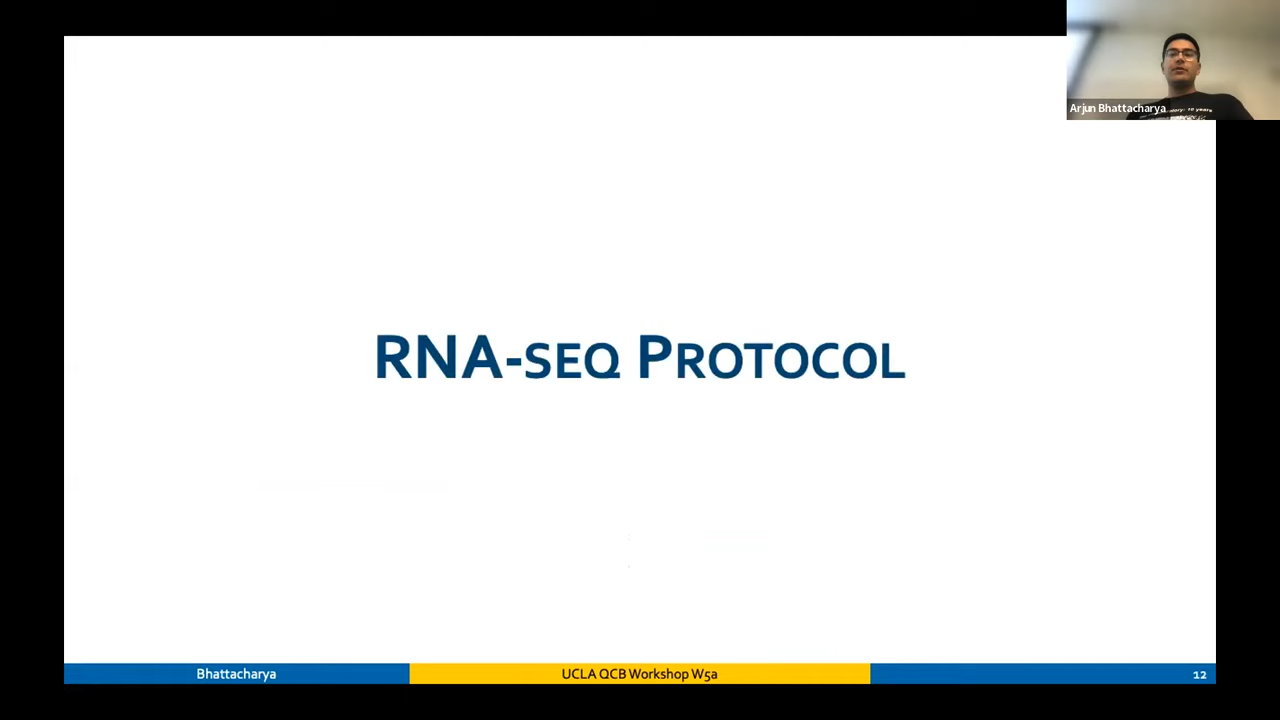 Arjun Bhattacharya
RNA-SEQ PROTOCOL
Bhattacharya
UCLA QCB Workshop W5a
12